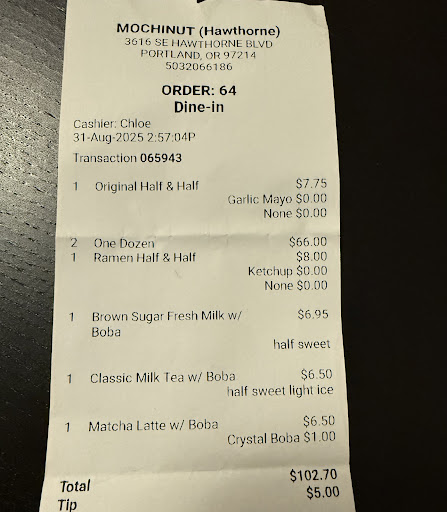 MOCHINUT (Hawthorne)
3616 SE HAWTHORNE BLVD
PORTLAND, OR 97214
5032066186
ORDER: 64
Dine-in
Cashier: Chloe
31-Aug-2025 2:57:04P
Transaction 065943
1 Original Half & Half $7.75
Garlic Mayo $0.00
None $0.00
2 One Dozen $66.00
1 Ramen Half & Half $8.00
Ketchup $0.00
None $0.00
1 Brown Sugar Fresh Milk w/ $6.95
Boba
half sweet
1 Classic Milk Tea w/ Boba $6.50
half sweet light ice
1 Matcha Latte w/ Boba $6.50
Crystal Boba $1.00
Total $102.70
Tip $5.00